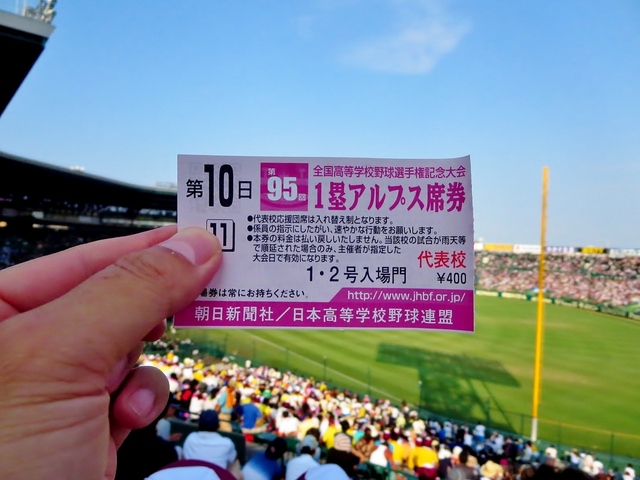 全国高等学校野球選手権記念大会
第10日
第95回
1塁アルプス席券
11
●代表校応援団席は入れ替え制となります。
●係員の指示にしたがい、速やかな行動をお願いします。
●本券の料金は払い戻しいたしません。当該校の試合が雨天等
で順延された場合のみ、主催者が指定した
大会日で有効になります。
代表校
1・2号入場門
¥400
場券は常にお持ちください。
http://www.jhbf.or.jp/
朝日新聞社/日本高等学校野球連盟